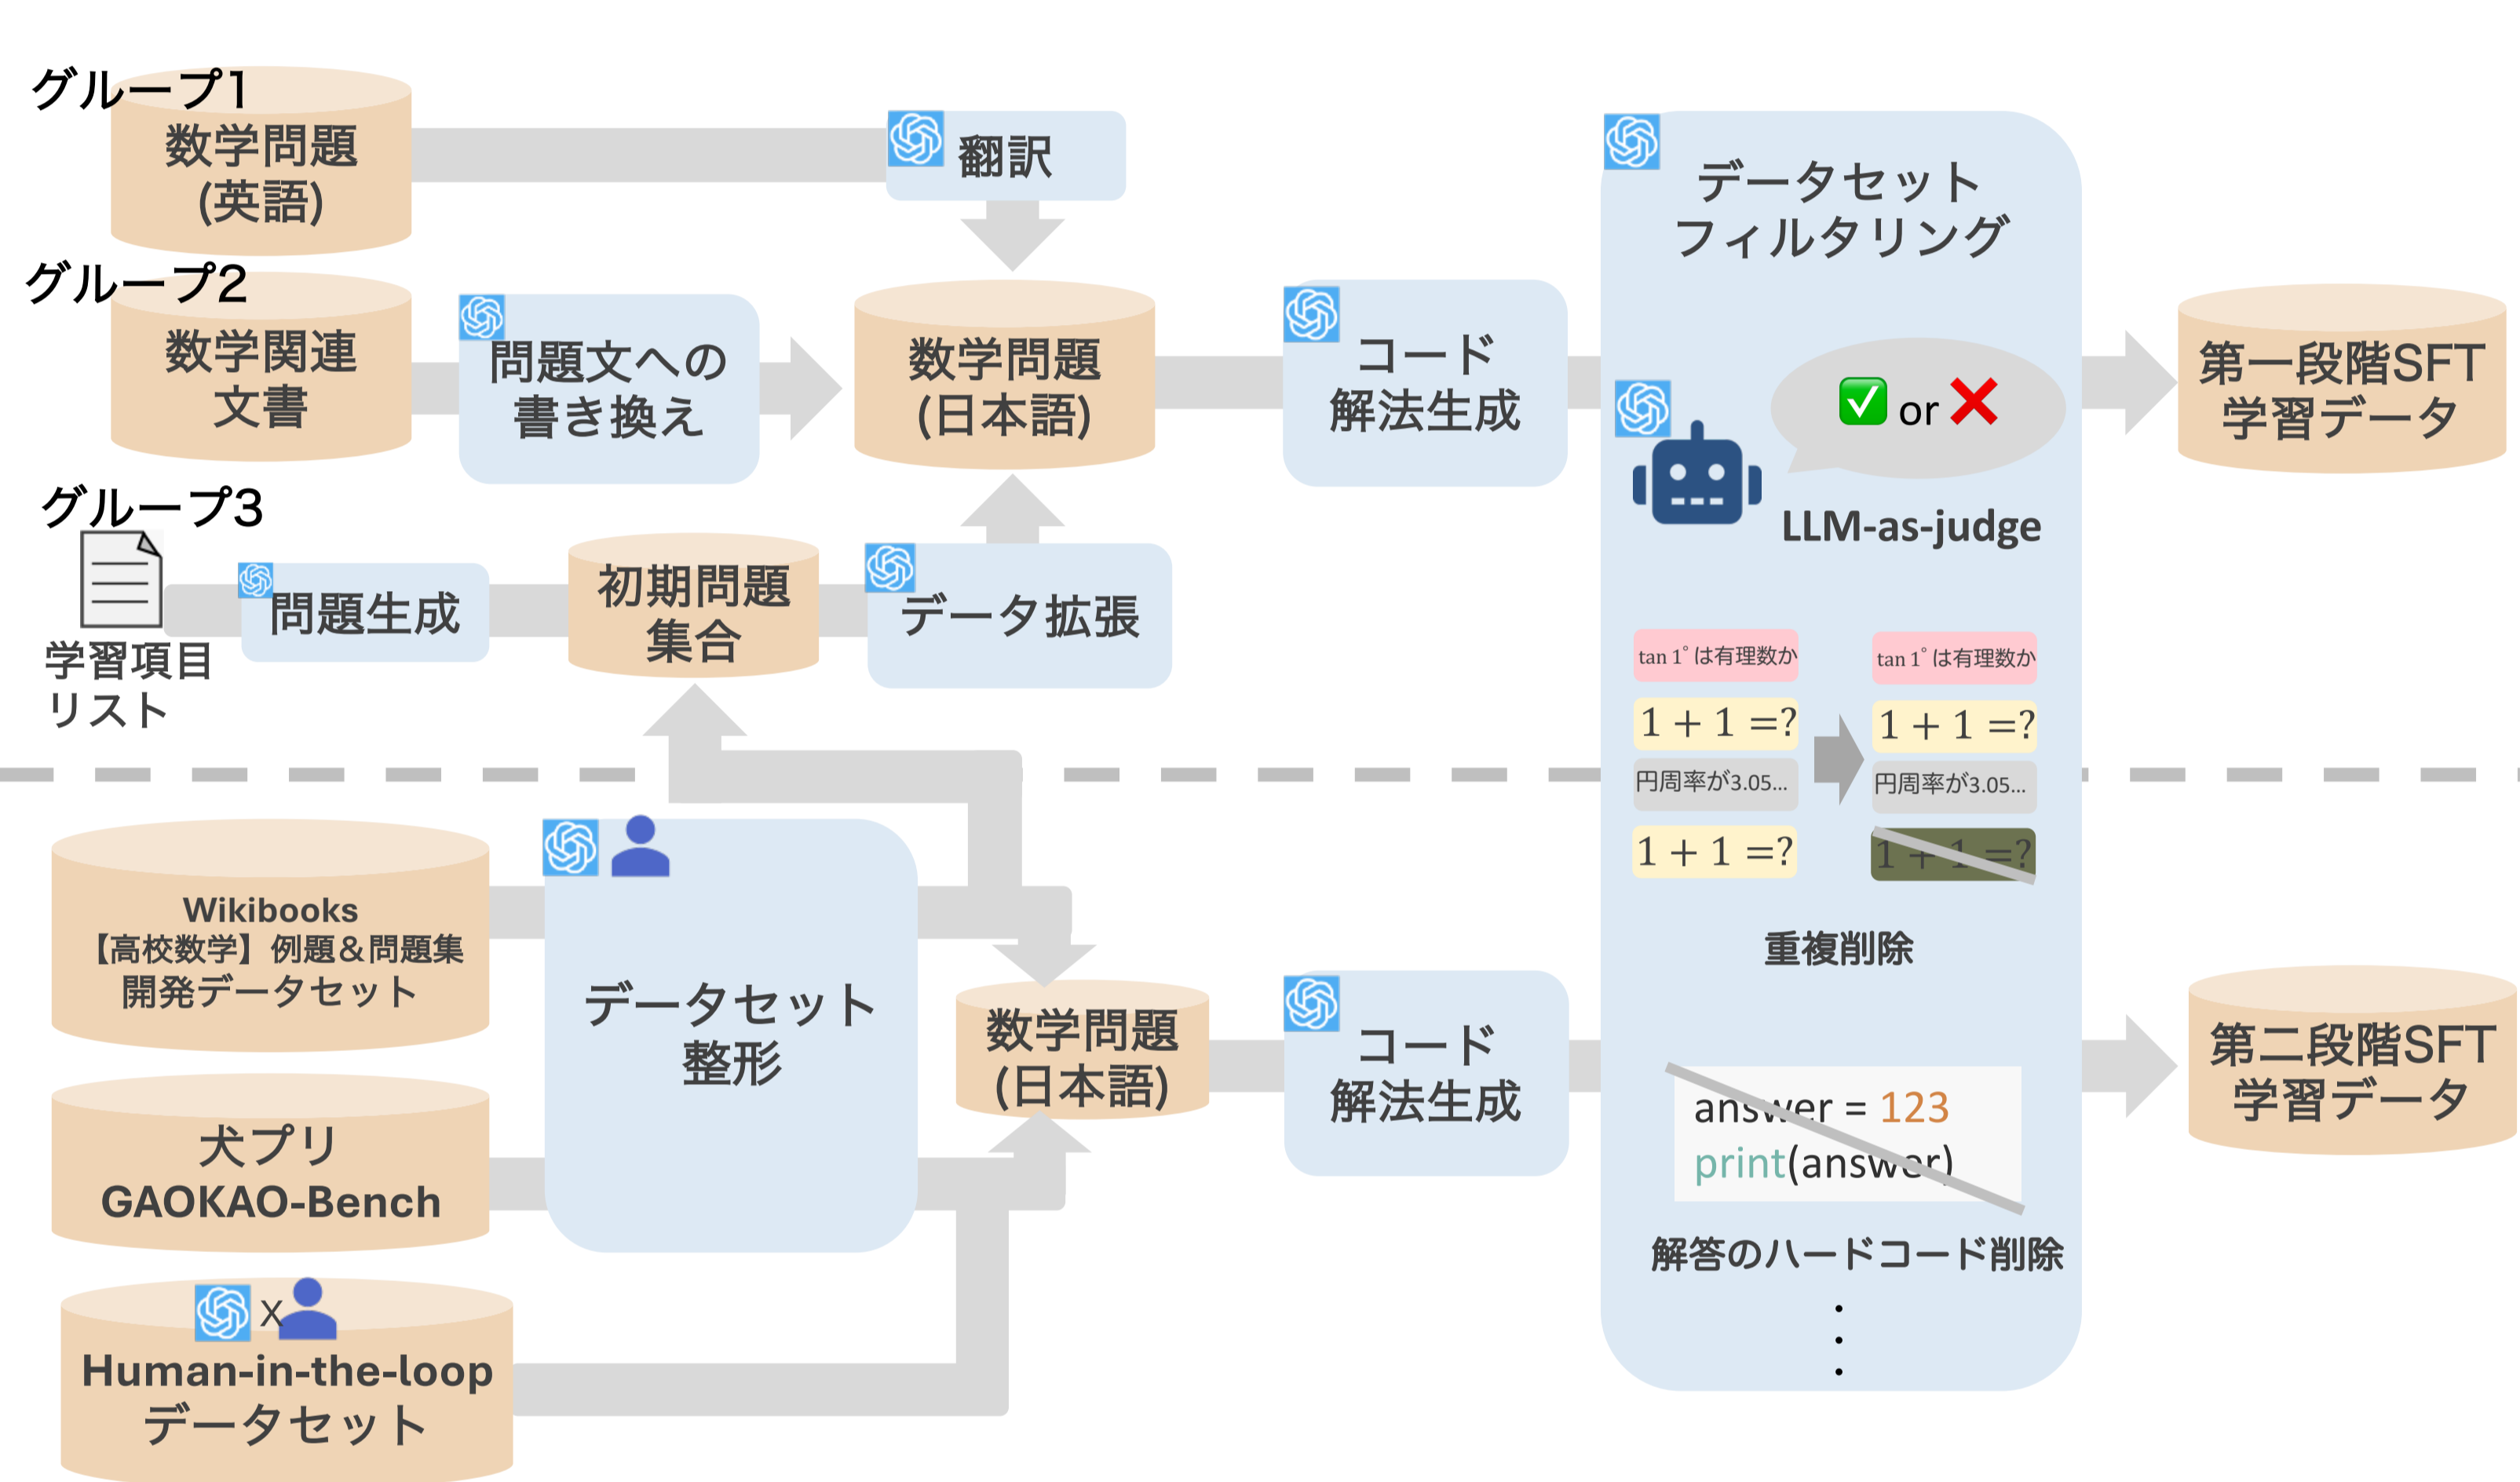 グループ1
数学問題
(英語)
翻訳
グループ2
数学関連
文書
問題文への
書き換え
数学問題
(日本語)
コード
解法生成
グループ3
学習項目
リスト
問題生成
初期問題
集合
データ拡張
Wikibooks
【高校数学】例題＆問題集
開発データセット
犬プリ
GAOKAO-Bench
X
Human-in-the-loop
データセット
データセット
整形
数学問題
(日本語)
コード
解法生成
データセット
フィルタリング
or
LLM-as-judge
tan 1°は有理数か
1 + 1 =?
円周率が3.05...
1 + 1 =?
tan 1°は有理数か
1 + 1 =?
円周率が3.05...
1 + 1 =?
重複削除
answer = 123
print(answer)
解答のハードコード削除
第一段階SFT
学習データ
第二段階SFT
学習データ